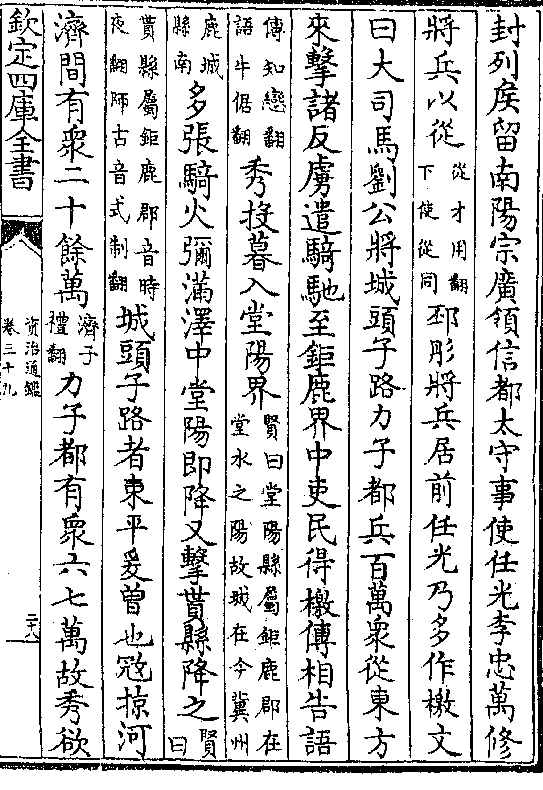 封列矦留南陽宗廣領信都太守事使任光李忠萬修
將兵以從從才用翻下使從同邳彤將兵居前任光乃多作檄文
曰大司馬劉公將城頭子路力子都兵百萬衆從東方
來擊諸反虜遣騎馳至鉅鹿界中吏民得檄傳相告語
傳知戀翻語牛倨翻秀投暮入堂陽界賢曰堂陽縣屬鉅鹿郡在堂水之陽故城在今冀州
鹿城縣南多張騎火彌滿澤中堂陽即降又擊貰縣降之賢曰
貰縣屬鉅鹿郡音時夜翻師古音式制翻城頭子路者東平爰曽也冦掠河
濟間有衆二十餘萬濟子禮翻力子都有衆六七萬故秀欲
欽定四庫全書
資治通鑑
卷三十九
二十八